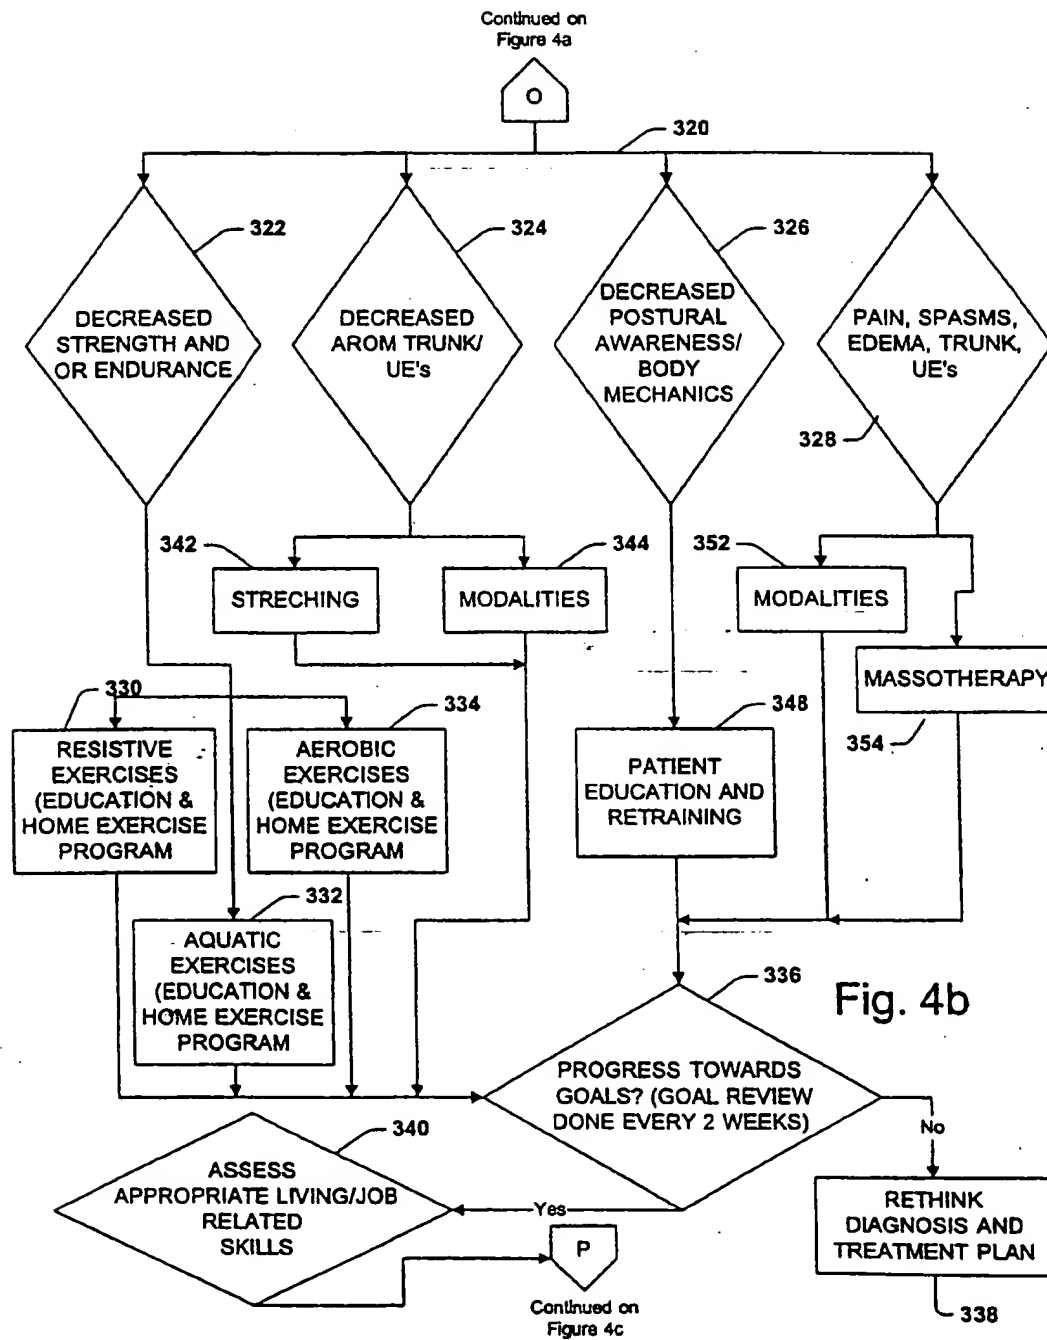 Continued on
Figure 4a
O
320
322
324
326
DECREASED
STRENGTH AND
OR ENDURANCE
DECREASED
AROM TRUNK/
UE's
DECREASED
POSTURAL
AWARENESS/
BODY
MECHANICS
PAIN, SPASMS,
EDEMA, TRUNK,
UE's
328
342
344
352
STRECHING
MODALITIES
MODALITIES
MASSOTHERAPY
354
330
334
348
RESISTIVE
EXERCISES
(EDUCATION &
HOME EXERCISE
PROGRAM
AEROBIC
EXERCISES
(EDUCATION &
HOME EXERCISE
PROGRAM
PATIENT
EDUCATION AND
RETRAINING
332
AQUATIC
EXERCISES
(EDUCATION &
HOME EXERCISE
PROGRAM
336
Fig. 4b
PROGRESS TOWARDS
GOALS? (GOAL REVIEW
DONE EVERY 2 WEEKS)
No
340
ASSESS
APPROPRIATE LIVING/JOB
RELATED
SKILLS
Yes
RETHINK
DIAGNOSIS AND
TREATMENT PLAN
338
P
Continued on
Figure 4c